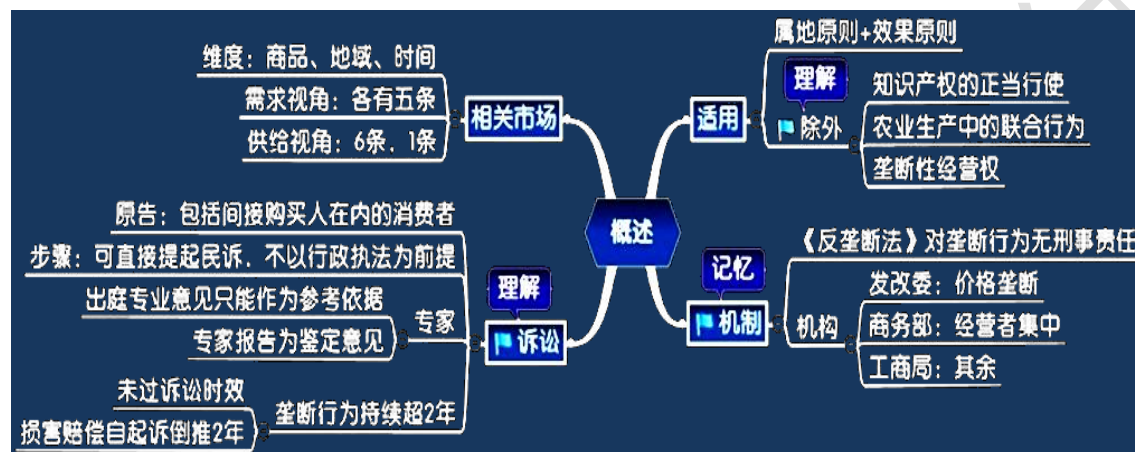 概述
相关市场
维度：商品、地域、时间
需求视角：各有五条
供给视角：6条，1条
适用
属地原则+效果原则
理解
除外
知识产权的正当行使
农业生产中的联合行为
垄断性经营权
理解
诉讼
原告：包括间接购买人在内的消费者
步骤：可直接提起民诉，不以行政执法为前提
专家
出庭专业意见只能作为参考依据
专家报告为鉴定意见
垄断行为持续超2年
未过诉讼时效
损害赔偿自起诉倒推2年
记忆
机制
《反垄断法》对垄断行为无刑事责任
机构
发改委：价格垄断
商务部：经营者集中
工商局：其余